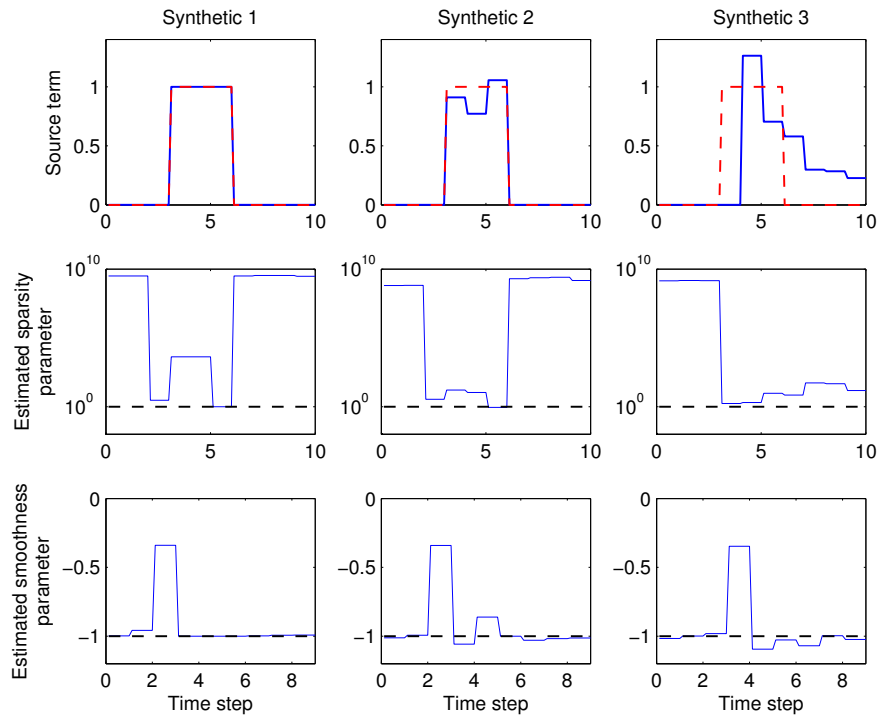 Synthetic 1 Synthetic 2 Synthetic 3
Source term
1 1 1
0.5 0.5 0.5
0 0 0
0 5 10 0 5 10 0 5 10
Estimated sparsity
parameter
10^10 10^10 10^10
10^0 10^0 10^0
0 5 10 0 5 10 0 5 10
Estimated smoothness
parameter
0 0 0
−0.5 −0.5 −0.5
−1 −1 −1
0 2 4 6 8 0 2 4 6 8 0 2 4 6 8
Time step Time step Time step